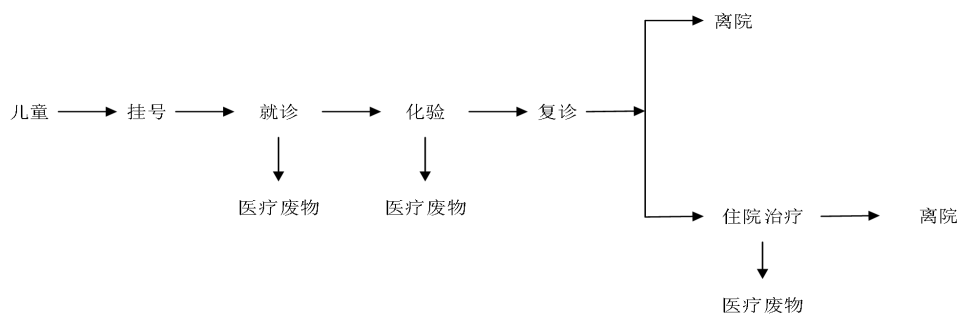 离院
儿童 挂号 就诊 化验 复诊
医疗废物 医疗废物
住院治疗 离院
医疗废物